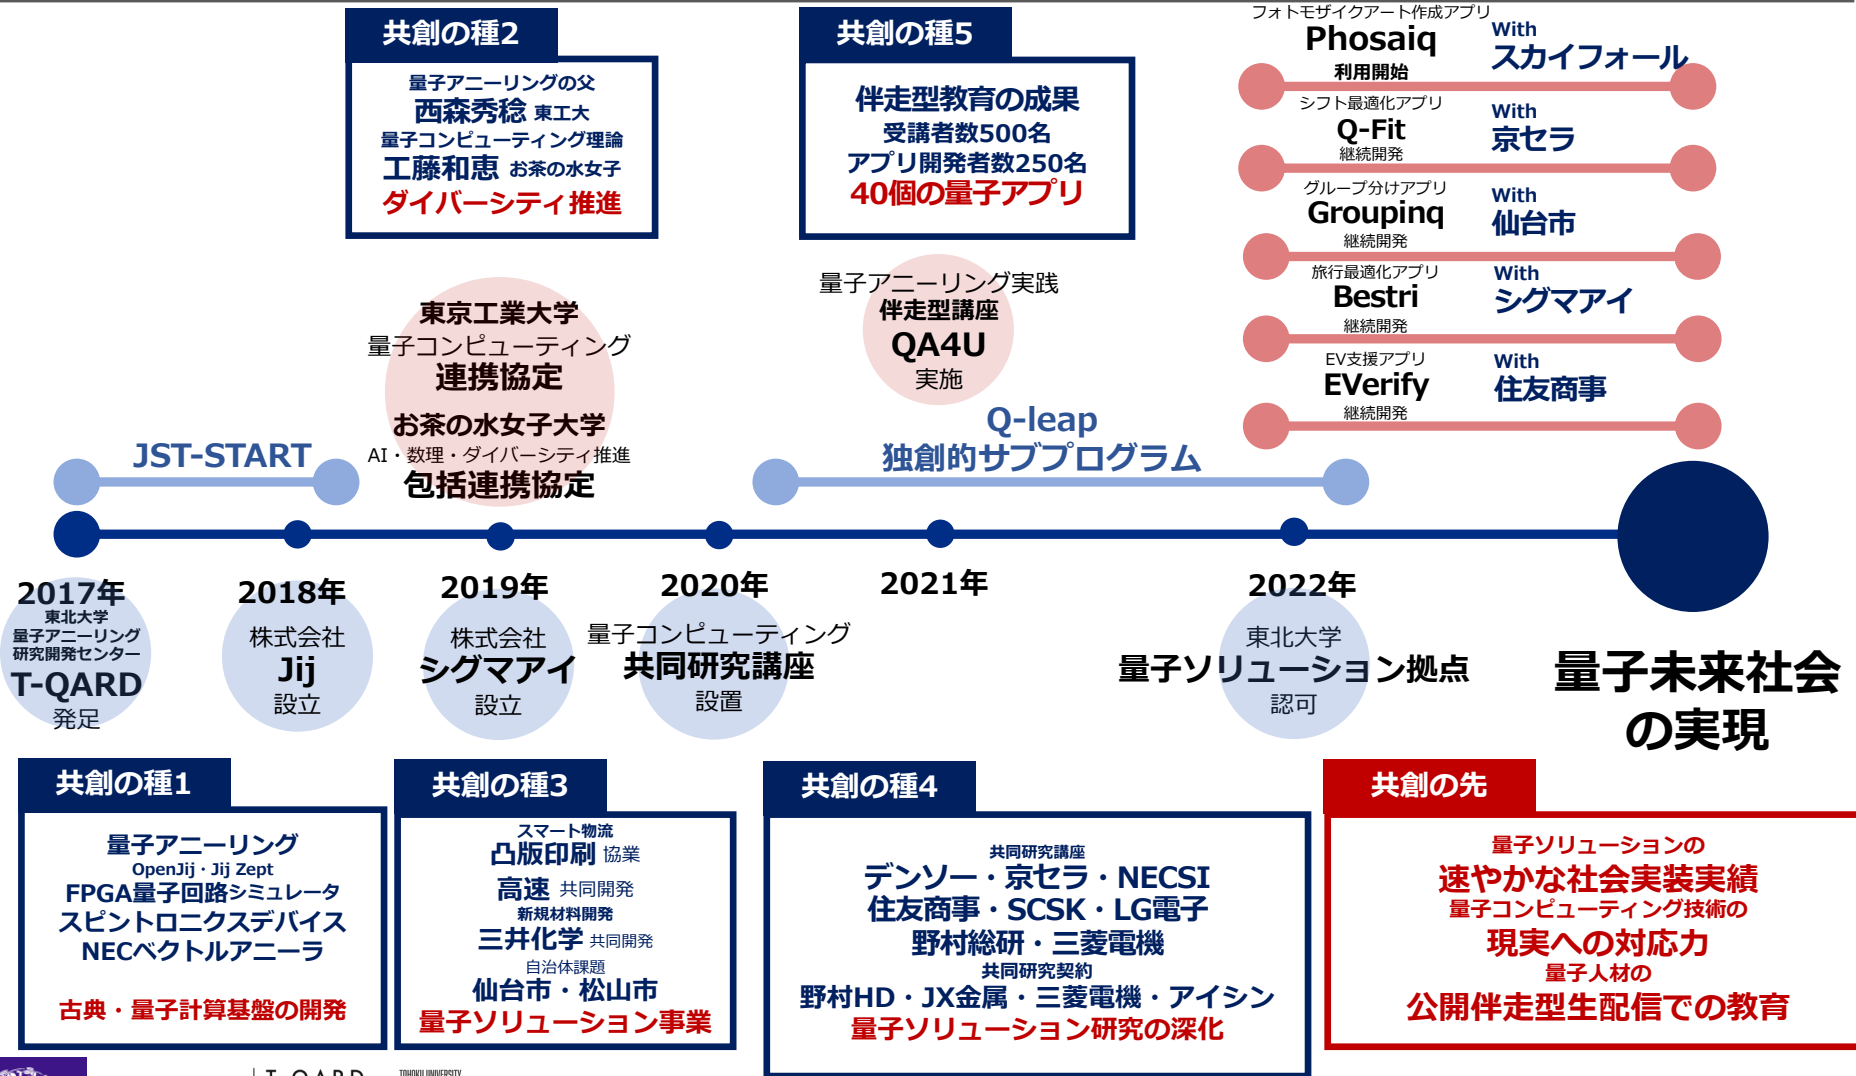 共創の種2
量子アニーリングの父
西森秀稔 東工大
量子コンピューティング理論
工藤和恵 お茶の水女子
ダイバーシティ推進
共創の種5
伴走型教育の成果
受講者数500名
アプリ開発者数250名
40個の量子アプリ
フォトモザイクアート作成アプリ
Phosaiq
利用開始
With
スカイフォール
シフト最適化アプリ
Q-Fit
継続開発
With
京セラ
グループ分けアプリ
Groupinq
継続開発
With
仙台市
旅行最適化アプリ
Bestri
継続開発
With
シグマアイ
EV支援アプリ
EVerify
継続開発
With
住友商事
東京工業大学
量子コンピューティング
連携協定
お茶の水女子大学
AI・数理・ダイバーシティ推進
包括連携協定
量子アニーリング実践
伴走型講座
QA4U
実施
JST-START
Q-leap
独創的サブプログラム
2017年
東北大学
量子アニーリング
研究開発センター
T-QARD
発足
2018年
株式会社
Jij
設立
2019年
株式会社
シグマアイ
設立
2020年
量子コンピューティング
共同研究講座
設置
2021年
2022年
東北大学
量子ソリューション拠点
認可
量子未来社会
の実現
共創の種1
量子アニーリング
OpenJij・Jij Zept
FPGA量子回路シミュレータ
スピントロニクスデバイス
NECベクトルアニーラ
古典・量子計算基盤の開発
共創の種3
スマート物流
凸版印刷 協業
高速 共同開発
新規材料開発
三井化学 共同開発
自治体課題
仙台市・松山市
量子ソリューション事業
共創の種4
共同研究講座
デンソー・京セラ・NECSI
住友商事・SCSK・LG電子
野村総研・三菱電機
共同研究契約
野村HD・JX金属・三菱電機・アイシン
量子ソリューション研究の深化
共創の先
量子ソリューションの
速やかな社会実装実績
量子コンピューティング技術の
現実への対応力
量子人材の
公開伴走型生配信での教育
T-QARD
TOHOKU UNIVERSITY